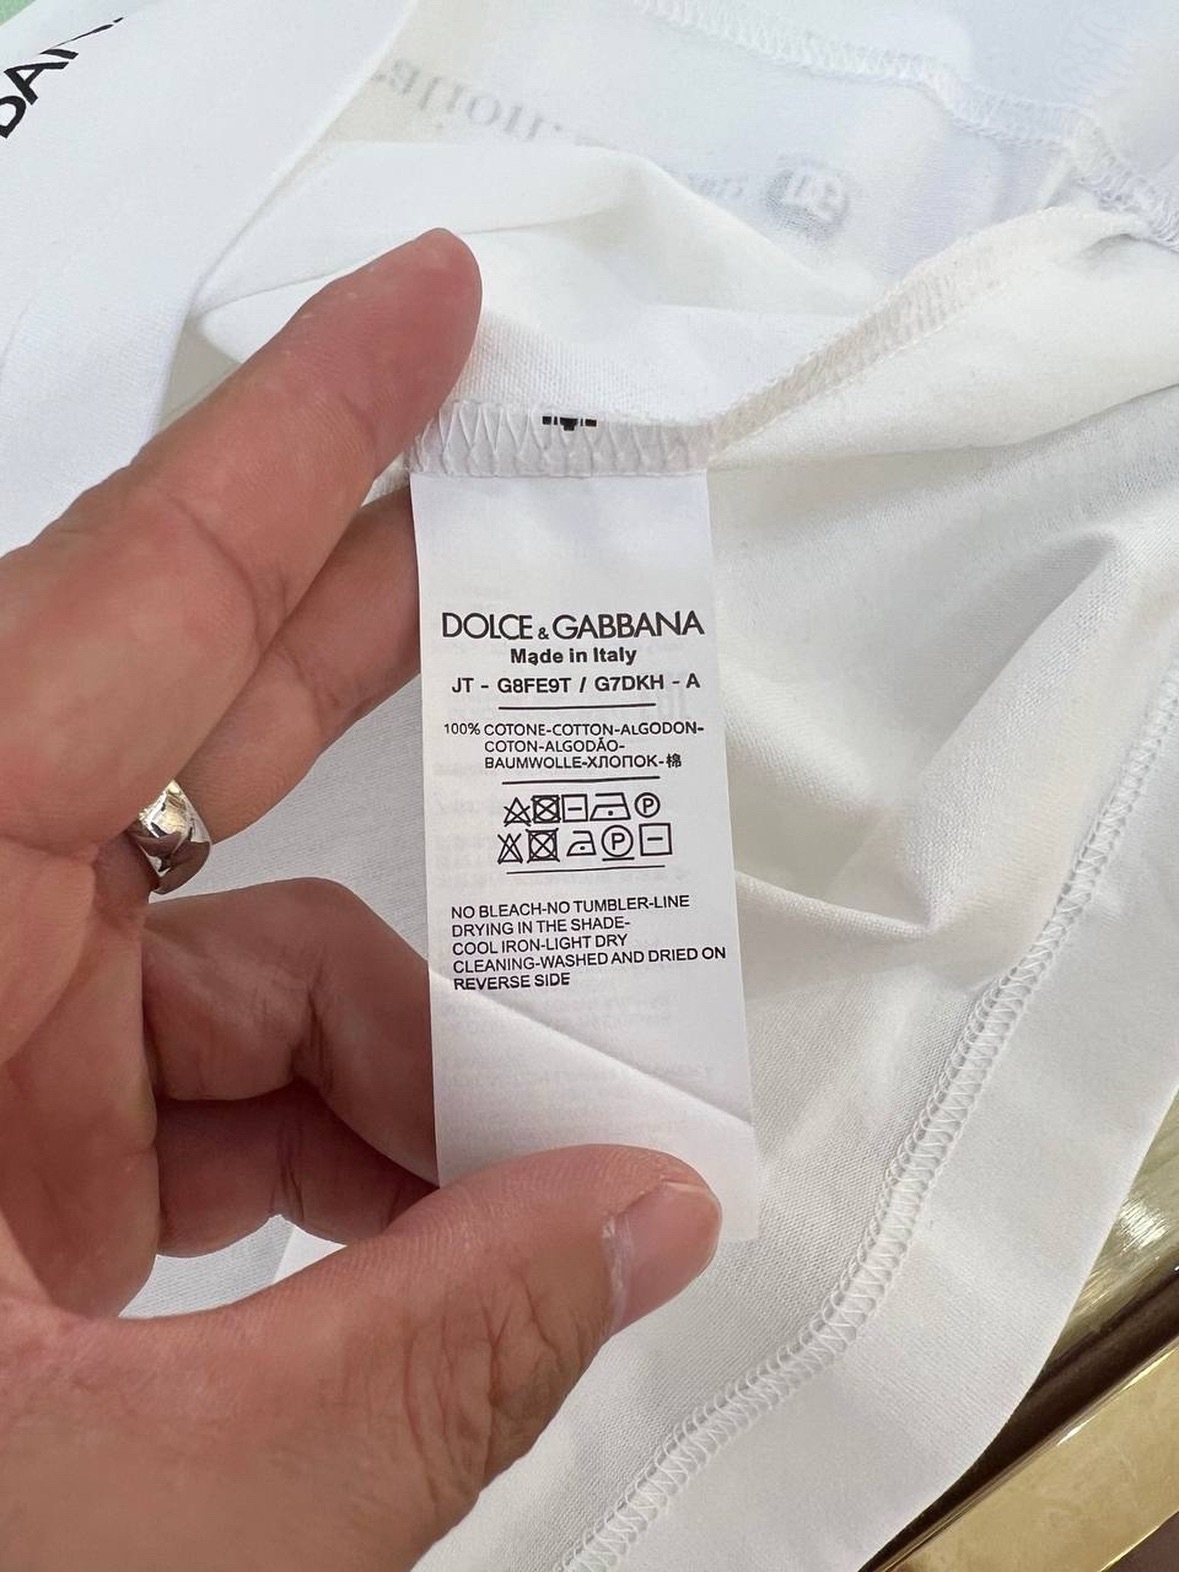 DOLCE & GABBANA
Made in Italy
JT - G8FE9T / G7DKH - A
100% COTONE-COTTON-ALGODON-
COTON-ALGODÃO-
BAUMWOLLE-ХЛОПОК-棉
P
P
NO BLEACH-NO TUMBLER-LINE
DRYING IN THE SHADE-
COOL IRON-LIGHT DRY
CLEANING-WASHED AND DRIED ON
REVERSE SIDE